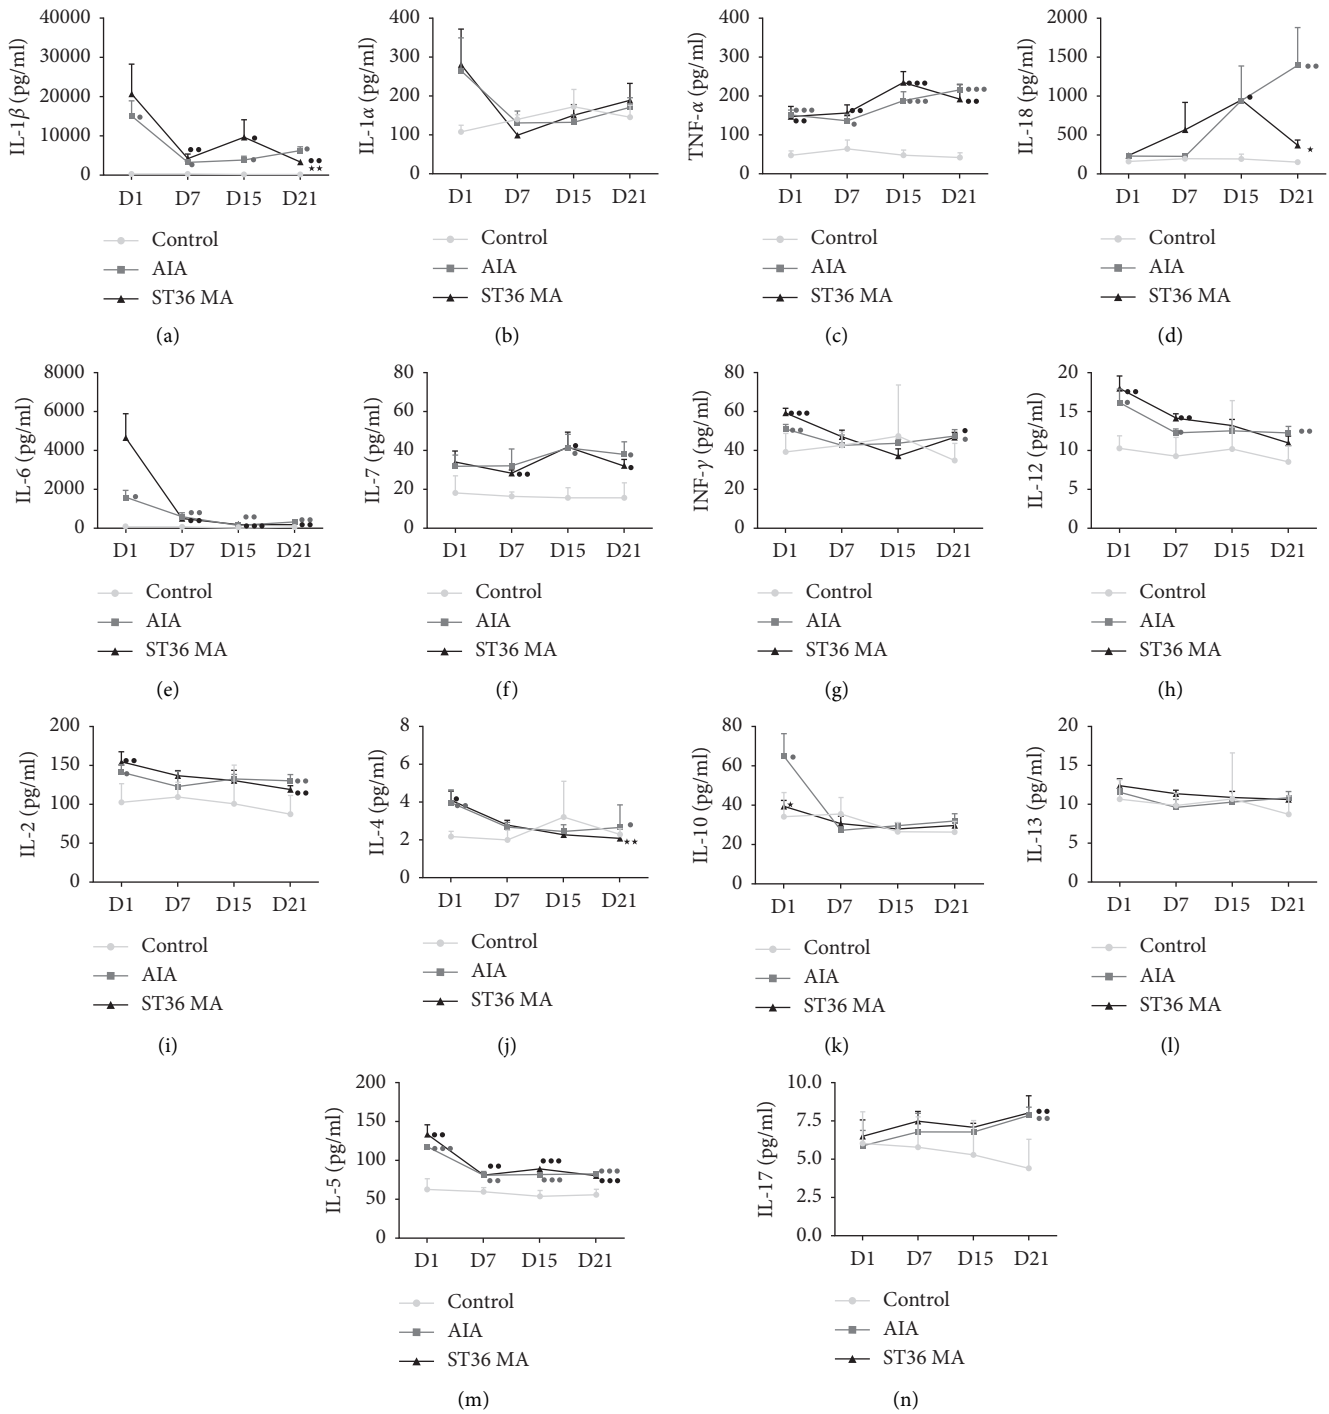 IL-1β (pg/ml)
40000
30000
20000
10000
0
D1 D7 D15 D21
Control
AIA
ST36 MA
(a)
IL-1α (pg/ml)
400
300
200
100
0
D1 D7 D15 D21
Control
AIA
ST36 MA
(b)
TNF-α (pg/ml)
400
300
200
100
0
D1 D7 D15 D21
Control
AIA
ST36 MA
(c)
IL-18 (pg/ml)
2000
1500
1000
500
0
D1 D7 D15 D21
Control
AIA
ST36 MA
(d)
IL-6 (pg/ml)
8000
6000
4000
2000
0
D1 D7 D15 D21
Control
AIA
ST36 MA
(e)
IL-7 (pg/ml)
80
60
40
20
0
D1 D7 D15 D21
Control
AIA
ST36 MA
(f)
INF-γ (pg/ml)
80
60
40
20
0
D1 D7 D15 D21
Control
AIA
ST36 MA
(g)
IL-12 (pg/ml)
20
15
10
5
0
D1 D7 D15 D21
Control
AIA
ST36 MA
(h)
IL-2 (pg/ml)
200
150
100
50
0
D1 D7 D15 D21
Control
AIA
ST36 MA
(i)
IL-4 (pg/ml)
8
6
4
2
0
D1 D7 D15 D21
Control
AIA
ST36 MA
(j)
IL-10 (pg/ml)
80
60
40
20
0
D1 D7 D15 D21
Control
AIA
ST36 MA
(k)
IL-13 (pg/ml)
20
15
10
5
0
D1 D7 D15 D21
Control
AIA
ST36 MA
(l)
IL-5 (pg/ml)
200
150
100
50
0
D1 D7 D15 D21
Control
AIA
ST36 MA
(m)
IL-17 (pg/ml)
10.0
7.5
5.0
2.5
0.0
D1 D7 D15 D21
Control
AIA
ST36 MA
(n)